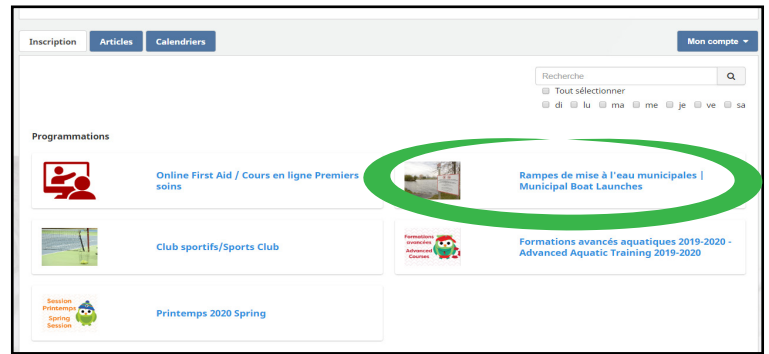 Inscription
Articles
Calendriers
Mon compte
Recherche
Tout sélectionner
di lu ma me je ve sa
Programmations
Online First Aid / Cours en ligne Premiers
soins
Rampes de mise à l'eau municipales |
Municipal Boat Launches
Club sportifs/Sports Club
Formations
avancées
Advanced
Courses
Formations avancés aquatiques 2019-2020 -
Advanced Aquatic Training 2019-2020
Session
Printemps
Spring
Session
Printemps 2020 Spring